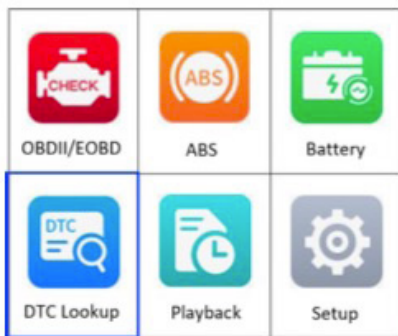 CHECK
ABS
OBDII/EOBD
ABS
Battery
DTC
DTC Lookup
Playback
Setup